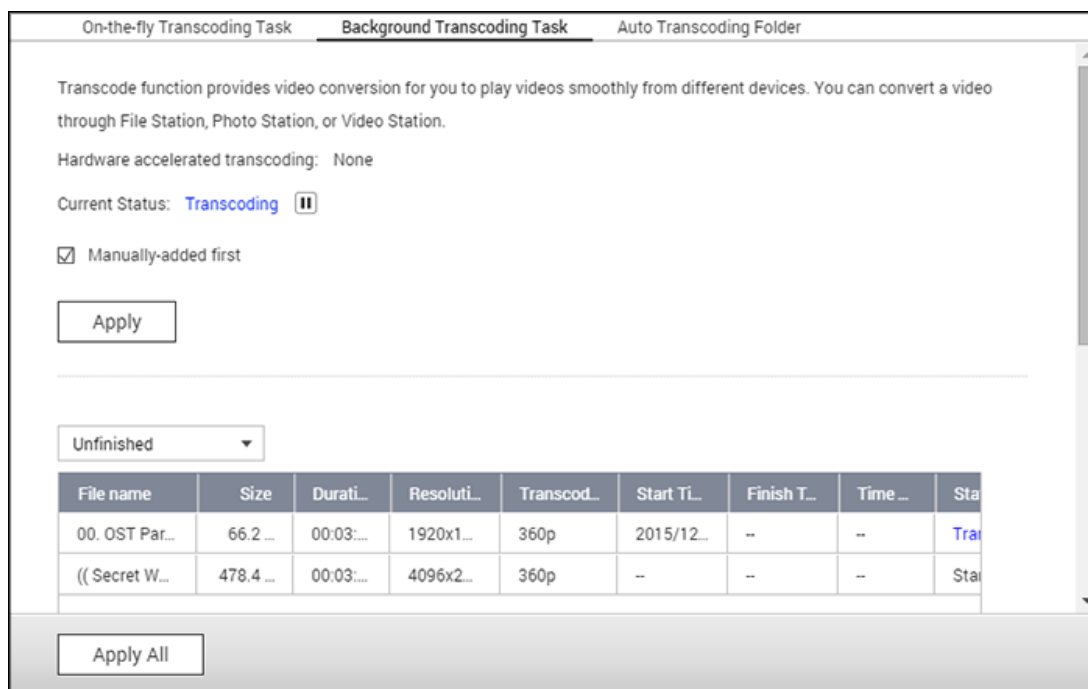 On-the-fly Transcoding Task Background Transcoding Task Auto Transcoding Folder
Transcode function provides video conversion for you to play videos smoothly from different devices. You can convert a video
through File Station, Photo Station, or Video Station.
Hardware accelerated transcoding: None
Current Status: Transcoding
Manually-added first
Apply
Unfinished
File name Size Durati... Resoluti... Transcod... Start Ti... Finish T... Time ... Sta
00. OST Par... 66.2 ... 00:03:... 1920x1... 360p 2015/12... -- -- Trar
(( Secret W... 478.4 ... 00:03:... 4096x2... 360p -- -- -- Star
Apply All